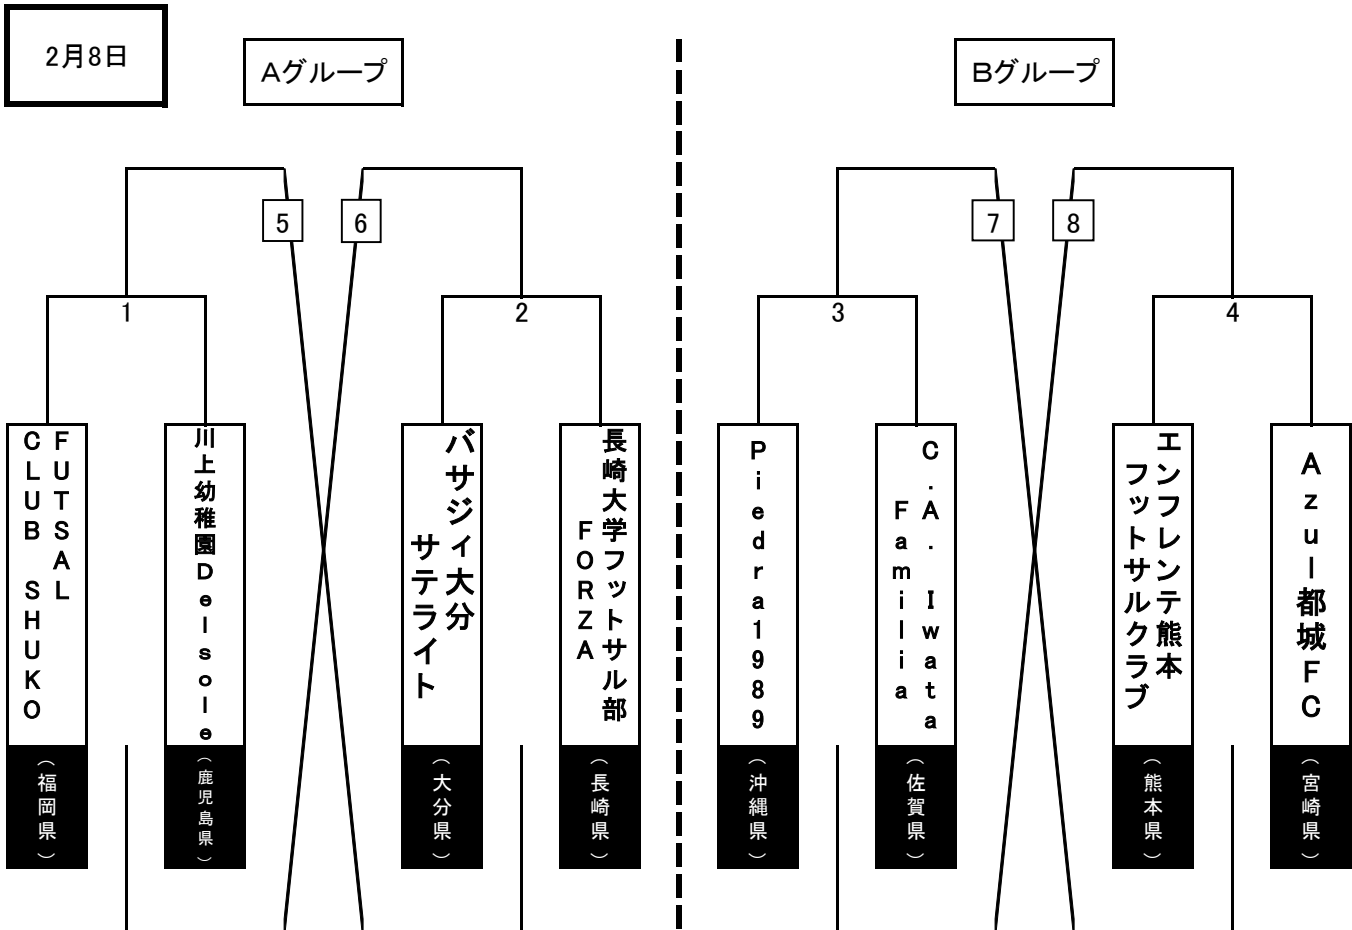 2月8日
Aグループ
Bグループ
5
6
7
8
1
2
3
4
FUTSAL
CLUB SHUKO
川上幼稚園Delsole
バサジィ大分
サテライト
長崎大学フットサル部
FORZA
Piedra1989
C.A. Iwata
Familia
エンフレンテ熊本
フットサルクラブ
Azul都城FC
(福岡県)
(鹿児島県)
(大分県)
(長崎県)
(沖縄県)
(佐賀県)
(熊本県)
(宮崎県)